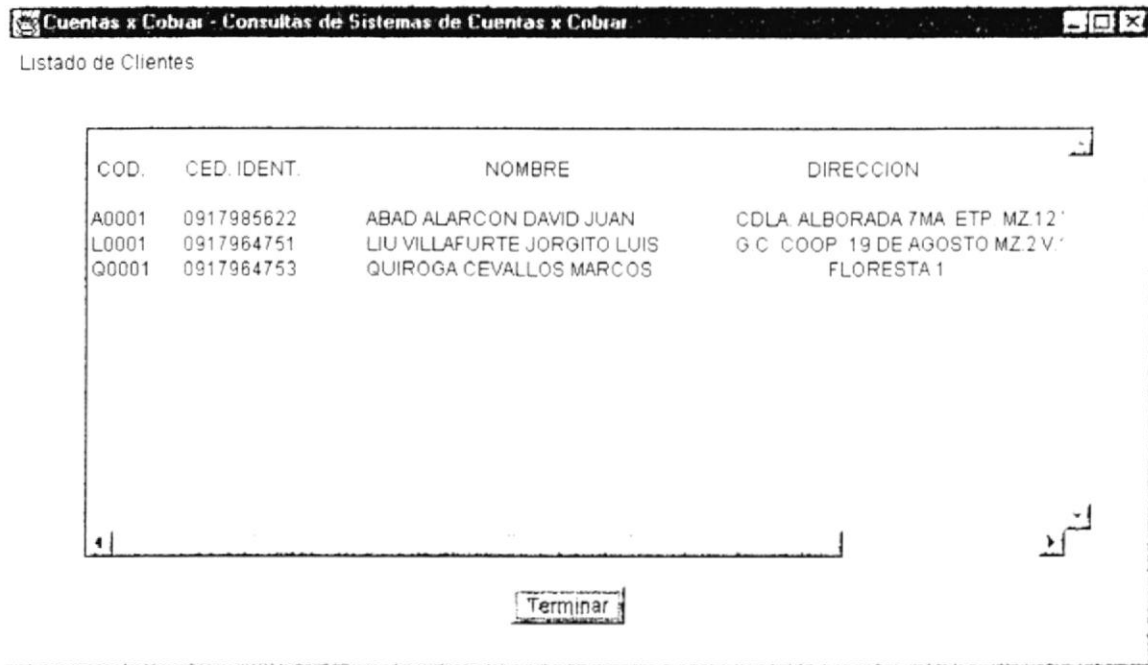 Cuentas x Cobrar - Consultas de Sistemas de Cuentas x Cobrar
Listado de Clientes
COD. CED. IDENT. NOMBRE DIRECCION
A0001 0917985622 ABAD ALARCON DAVID JUAN CDLA. ALBORADA 7MA. ETP. MZ.12
L0001 0917964751 LIU VILLAFURTE JORGITO LUIS G.C. COOP. 19 DE AGOSTO MZ.2 V.
Q0001 0917964753 QUIROGA CEVALLOS MARCOS FLORESTA 1
Terminar